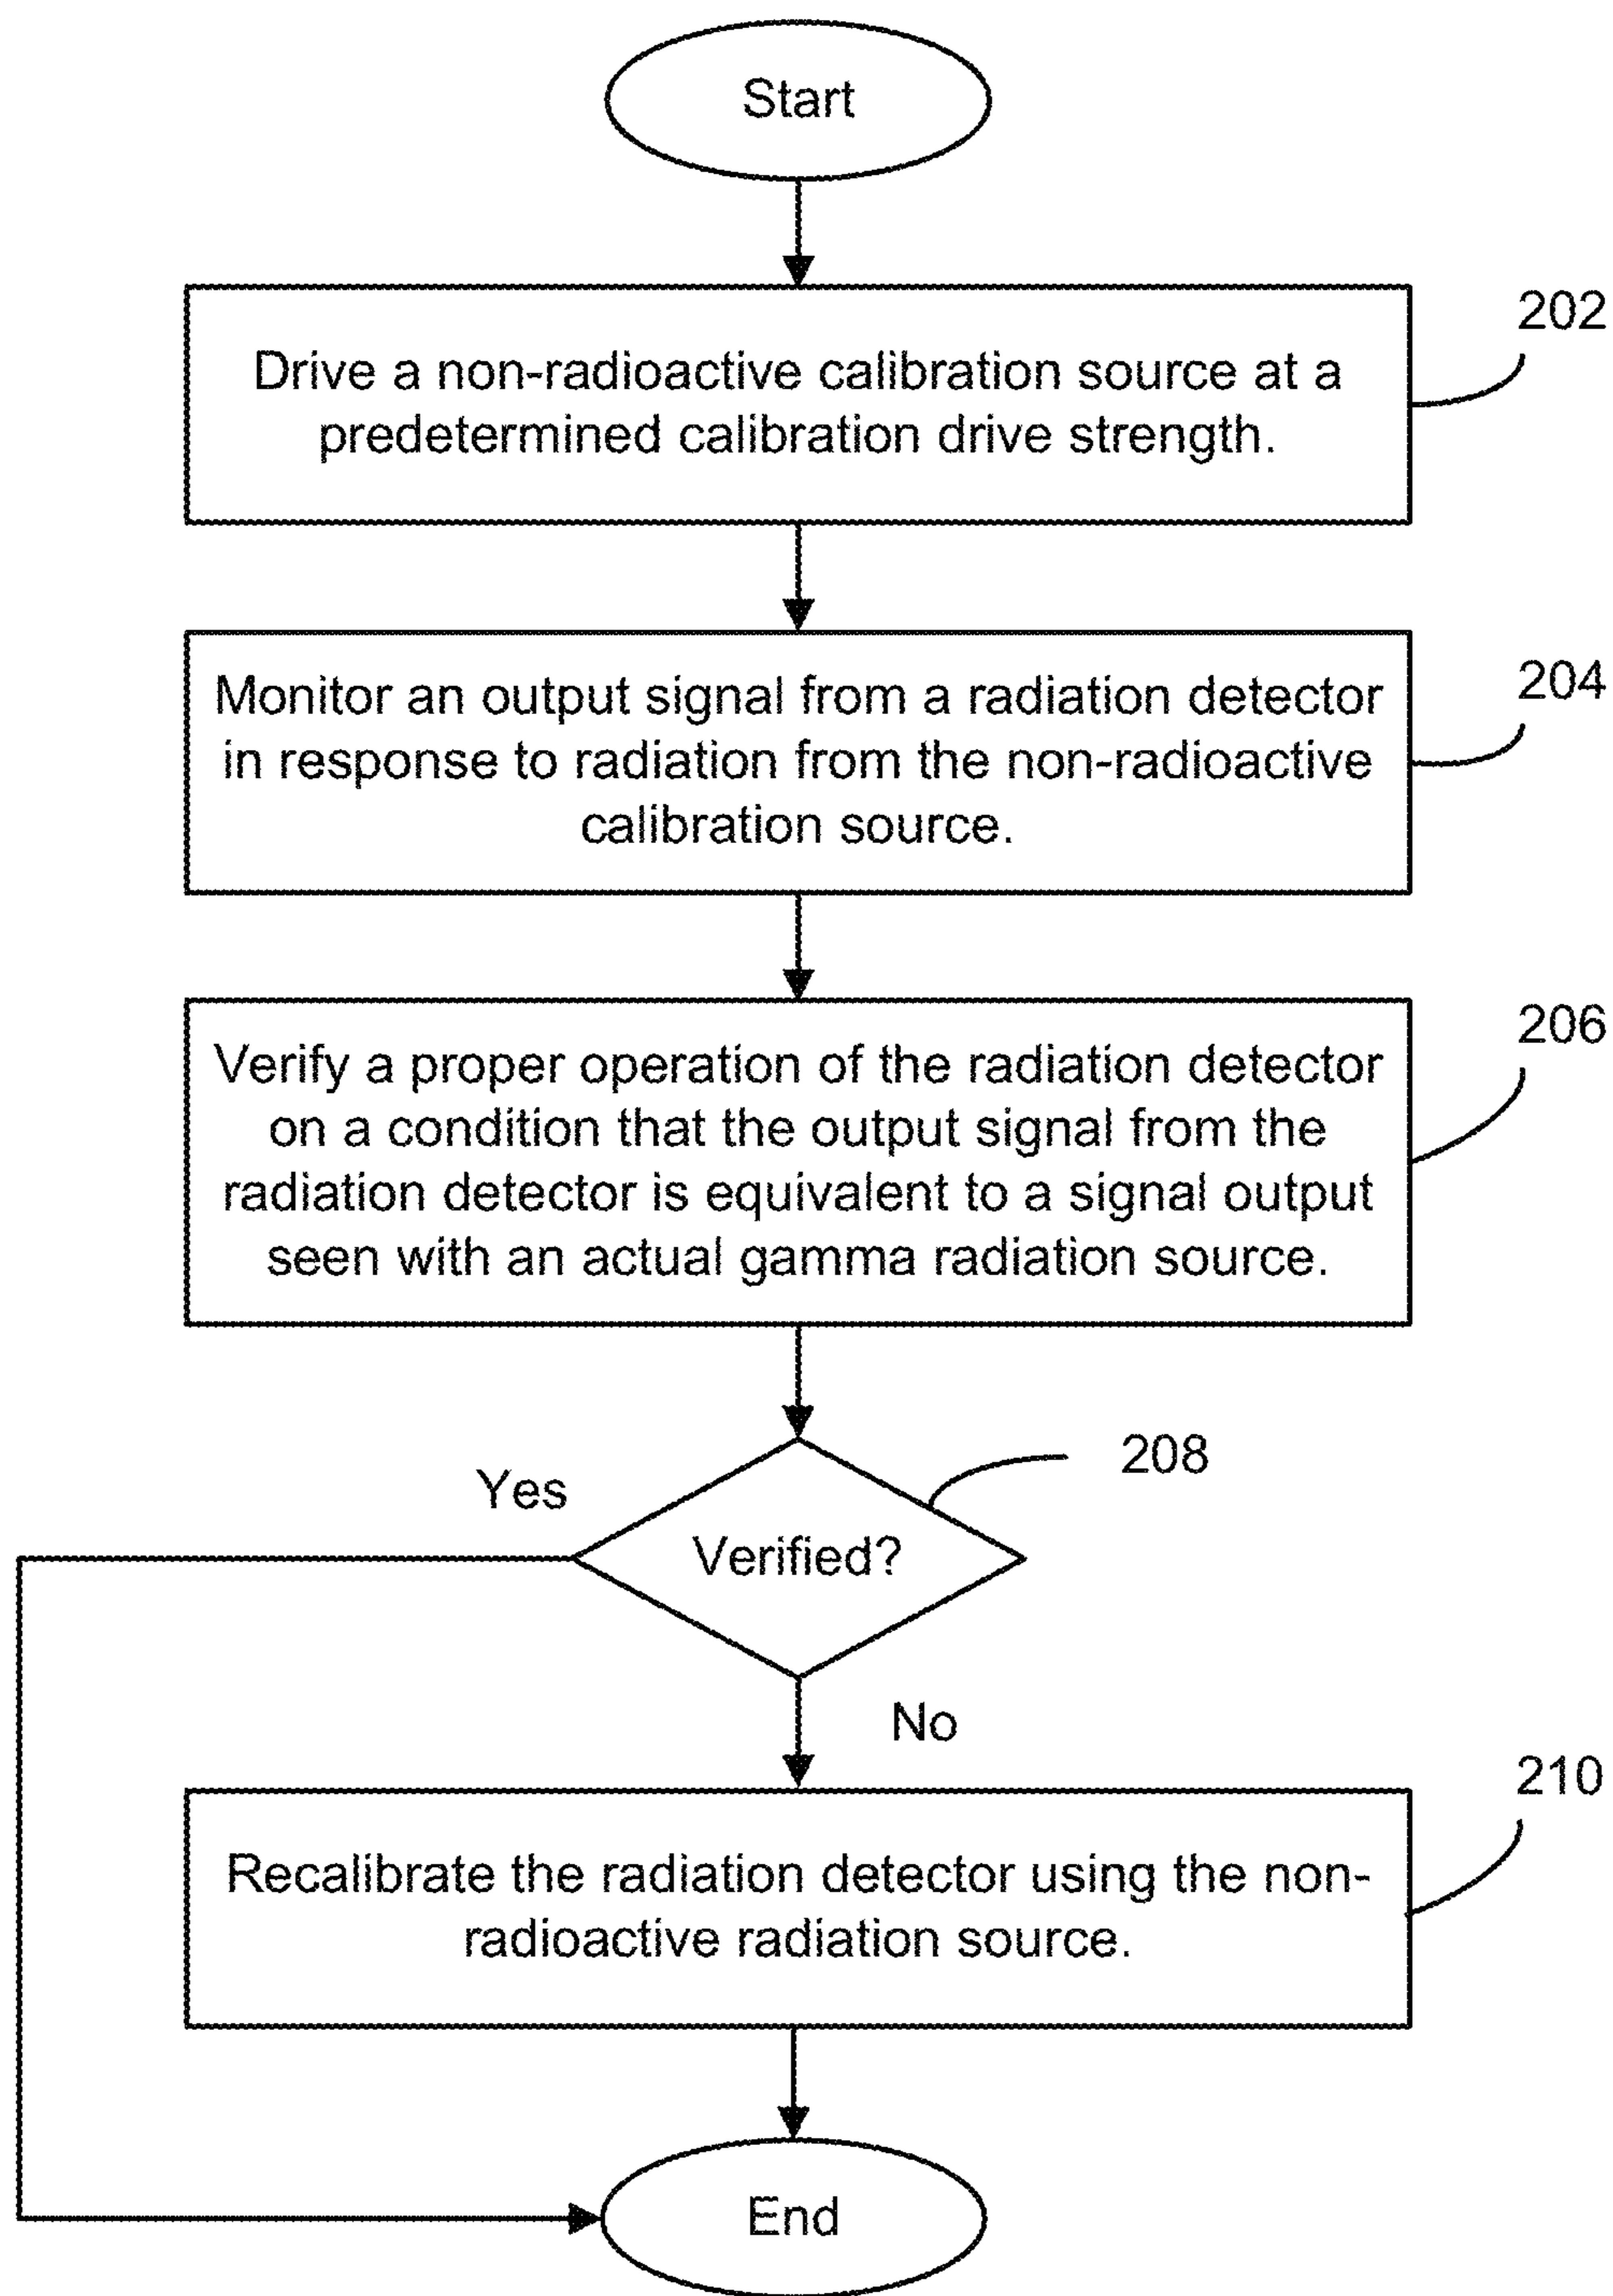 Start
202
Drive a non-radioactive calibration source at a
predetermined calibration drive strength.
204
Monitor an output signal from a radiation detector
in response to radiation from the non-radioactive
calibration source.
206
Verify a proper operation of the radiation detector
on a condition that the output signal from the
radiation detector is equivalent to a signal output
seen with an actual gamma radiation source.
208
Yes
Verified?
No
210
Recalibrate the radiation detector using the non-
radioactive radiation source.
End